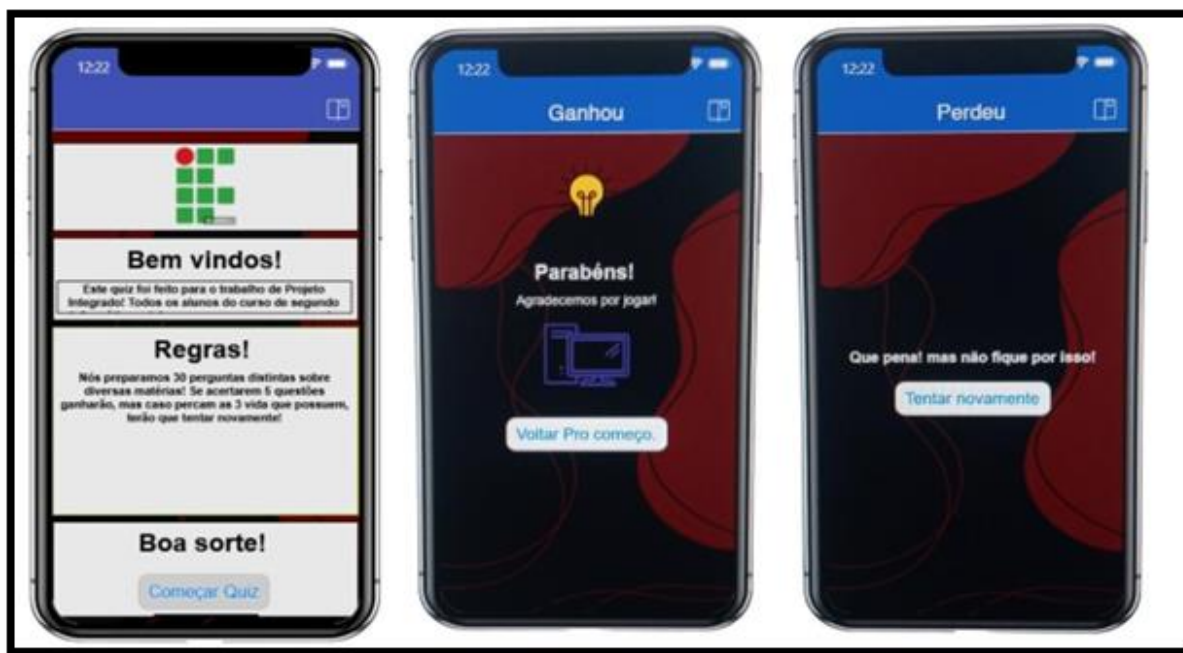 12:22
Bem vindos!
Este quiz foi feito para o trabalho de Projeto
Integrado! Todos os alunos do curso de segundo
Regras!
Nós preparamos 30 perguntas distintas sobre
diversas matérias! Se acertarem 5 questões
ganharão, mas caso percam as 3 vida que possuem,
terão que tentar novamente!
Boa sorte!
Começar Quiz
12:22
Ganhou
Parabéns!
Agradecemos por jogar!
Voltar Pro começo.
12:22
Perdeu
Que pena! mas não fique por isso!
Tentar novamente